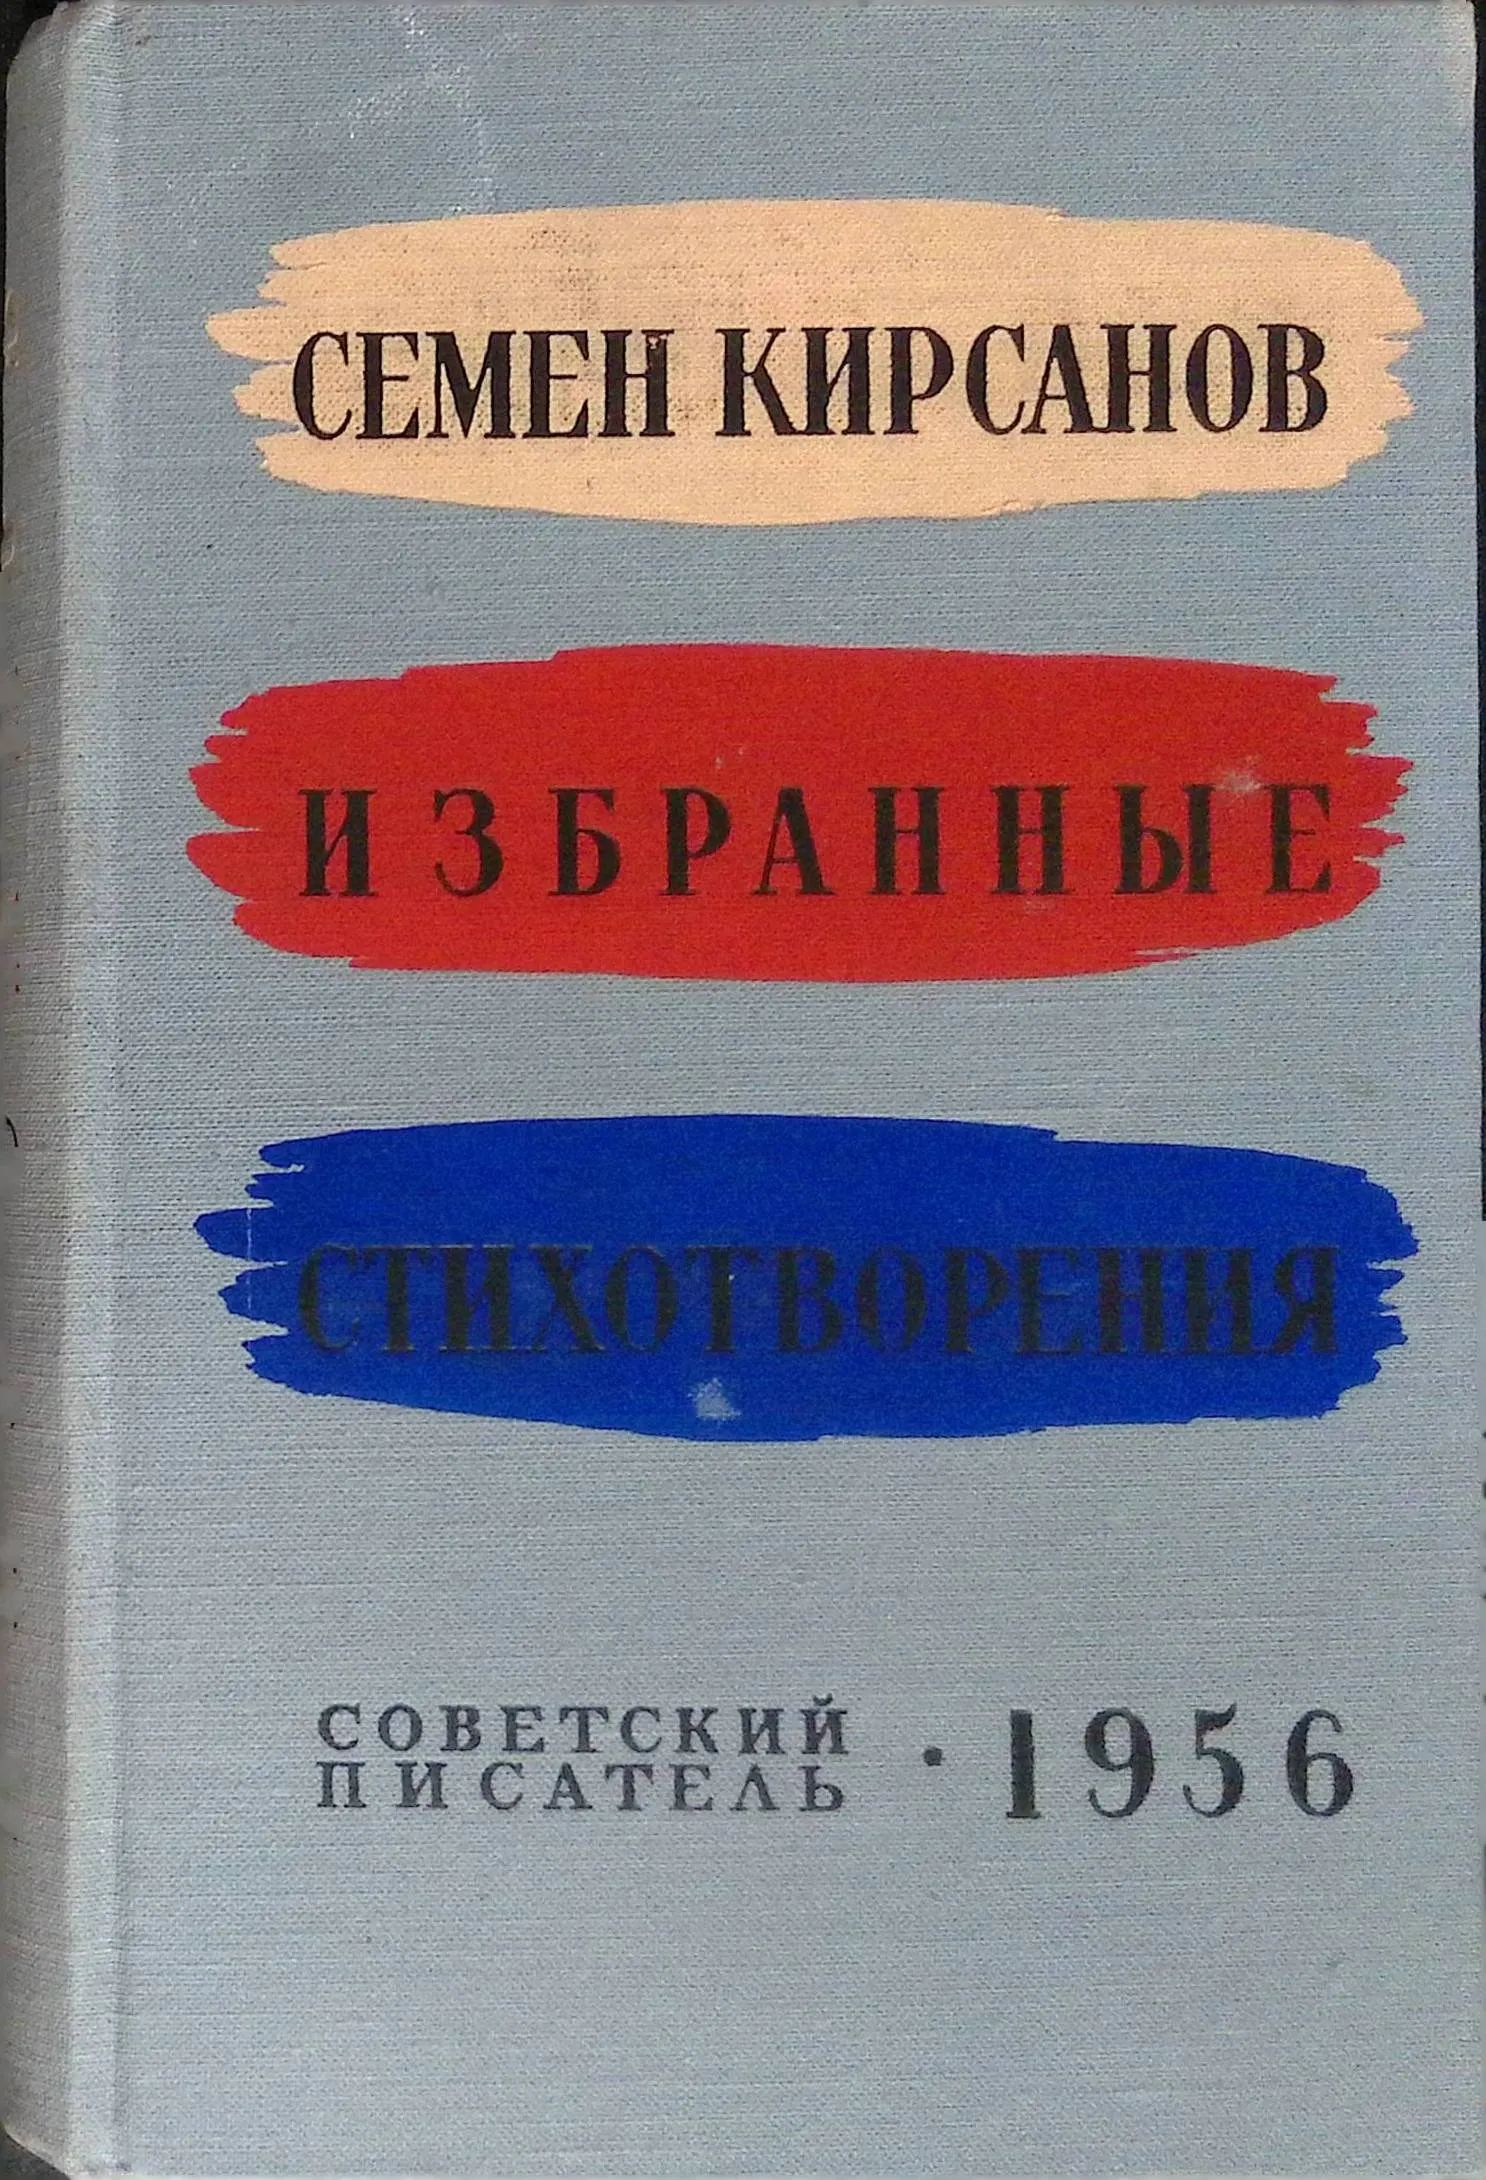 СЕМЕН КИРСАНОВ
ИЗБРАННЫЕ
СТИХОТВОРЕНИЯ
СОВЕТСКИЙ
ПИСАТЕЛЬ · 1956